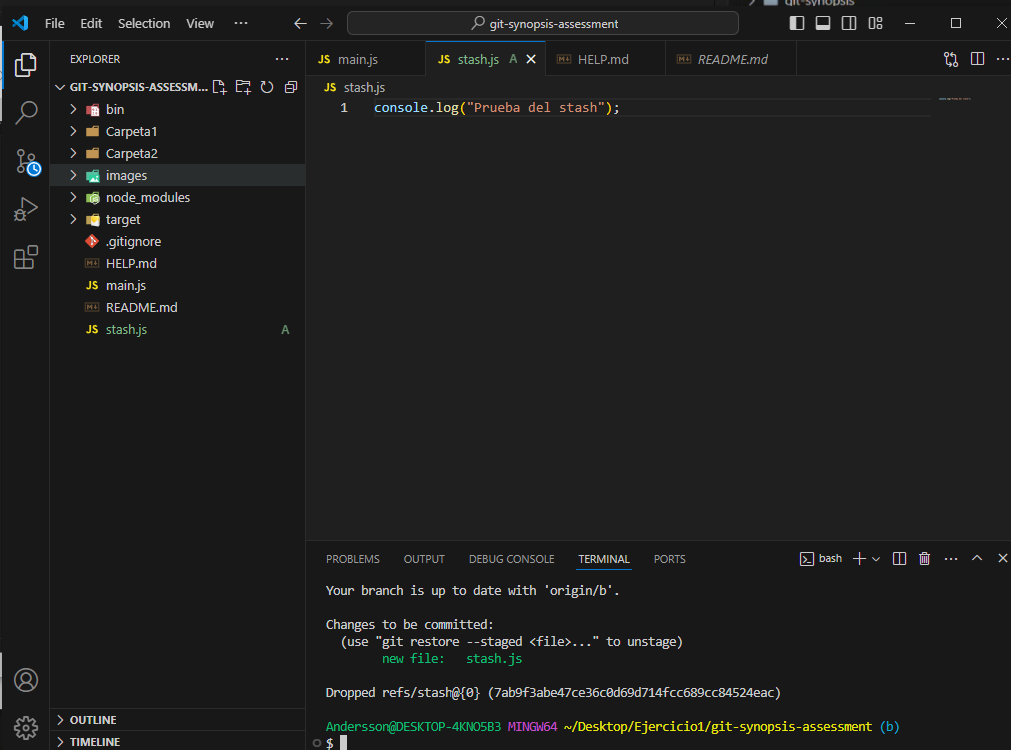 git-synopsis
File Edit Selection View ··· git-synopsis-assessment
EXPLORER ···
GIT-SYNOPSIS-ASSESSM...
bin
Carpeta1
Carpeta2
images
node_modules
target
.gitignore
HELP.md
JS main.js
README.md
JS stash.js A
OUTLINE
TIMELINE
JS main.js JS stash.js A HELP.md README.md
JS stash.js
1 console.log("Prueba del stash");
PROBLEMS OUTPUT DEBUG CONSOLE TERMINAL PORTS bash
Your branch is up to date with 'origin/b'.
Changes to be committed:
(use "git restore --staged <file>..." to unstage)
new file: stash.js
Dropped refs/stash@{0} (7ab9f3abe47ce36c0d69d714fcc689cc84524eac)
Andersson@DESKTOP-4KNO5B3 MINGW64 ~/Desktop/Ejercicio1/git-synopsis-assessment (b)
$